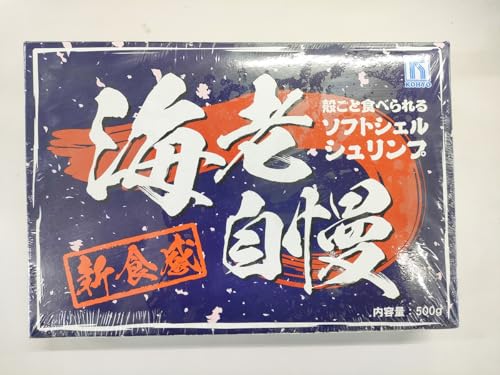 海老
自慢
殻ごと食べられる
ソフトシェル
シュリンプ
新食感
内容量：500g